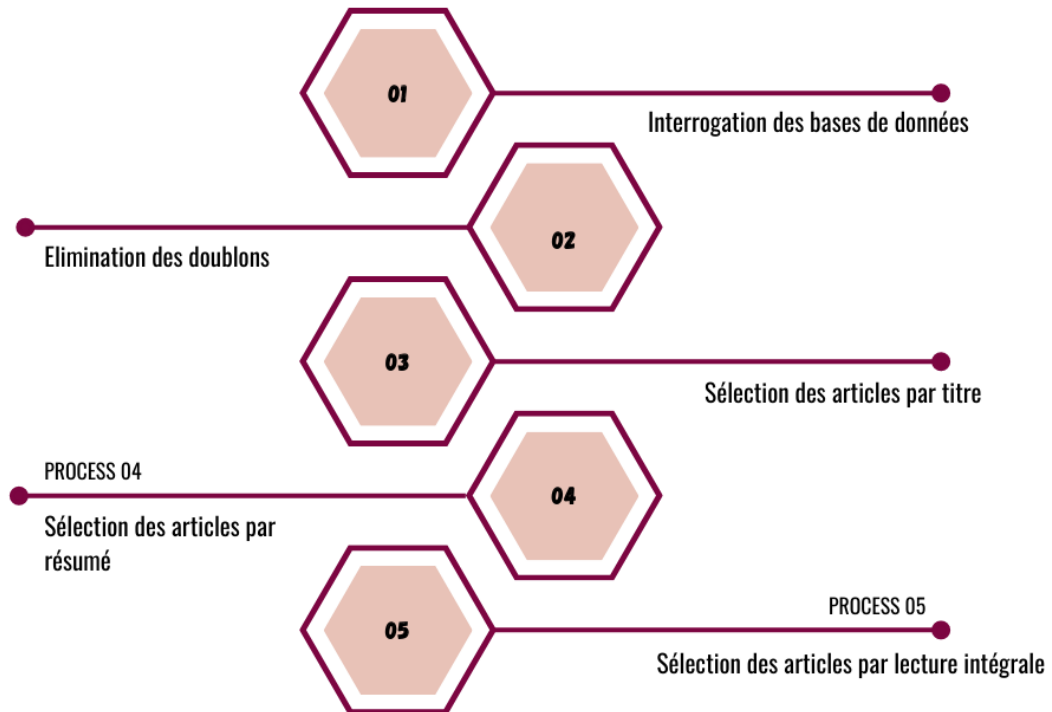 01
Interrogation des bases de données
02
Elimination des doublons
03
Sélection des articles par titre
PROCESS 04
04
Sélection des articles par
résumé
PROCESS 05
05
Sélection des articles par lecture intégrale